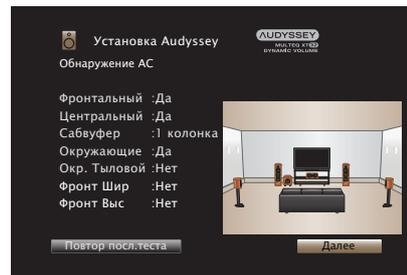 Установка Audyssey
AUDYSSEY
MULTEQ XT32
DYNAMIC VOLUME
Обнаружение АС
Фронтальный :Да
Центральный :Да
Сабвуфер :1 колонка
Окружающие :Да
Окр. Тыловой :Нет
Фронт Шир :Нет
Фронт Выс :Нет
Повтор посл.теста
Далее